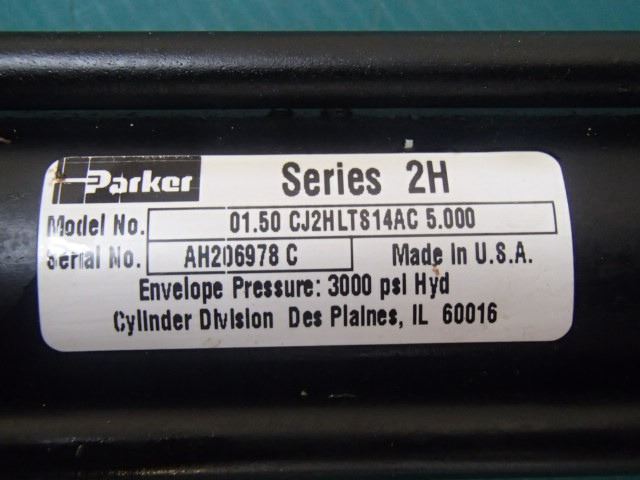 Parker Series 2H
Model No. 01.50 CJ2HLTS14AC 5.000
Serial No. AH206978 C Made In U.S.A.
Envelope Pressure: 3000 psi Hyd
Cylinder Division Des Plaines, IL 60016